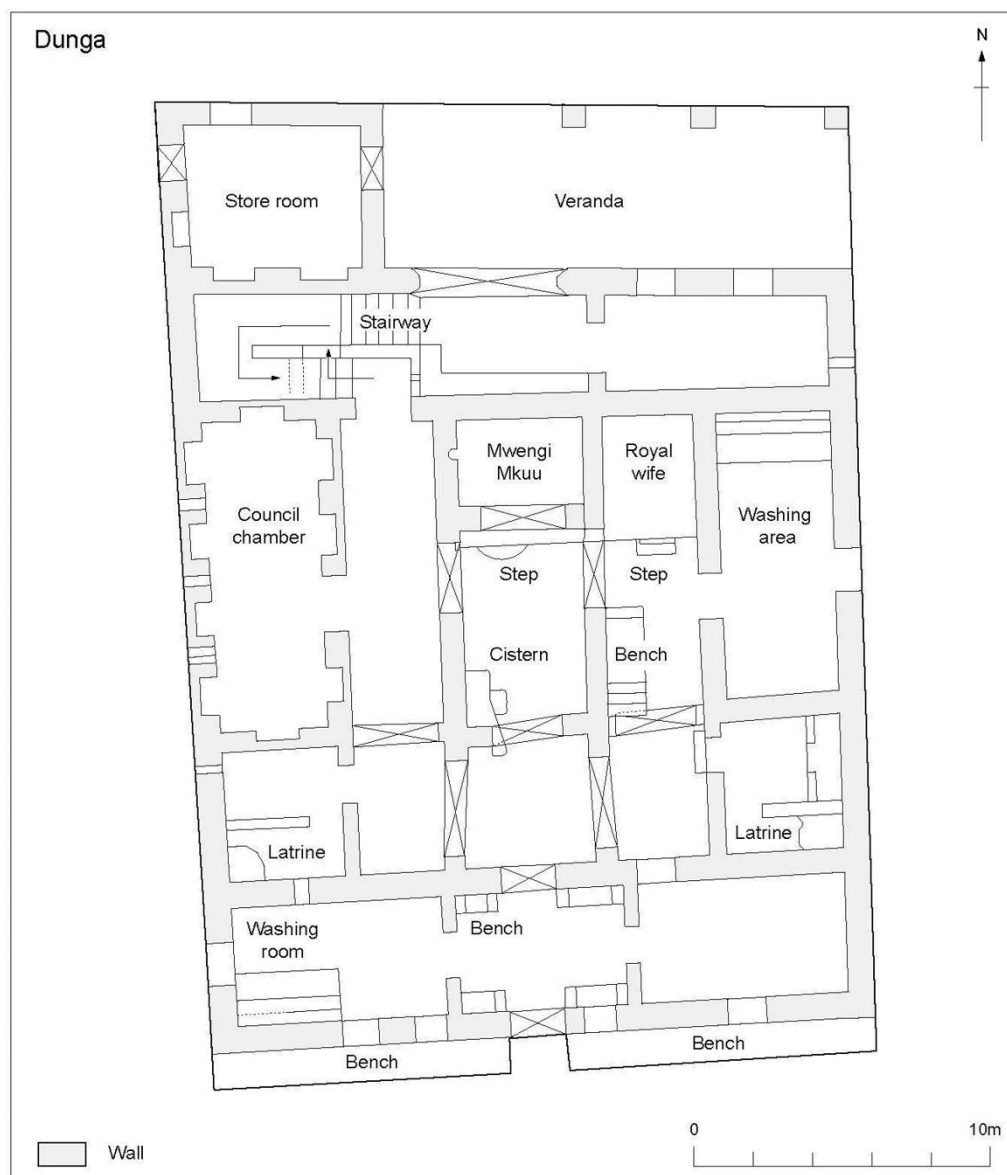 Dunga
N
Store room
Veranda
Stairway
Mwengi
Mkuu
Royal
wife
Council
chamber
Washing
area
Step
Step
Cistern
Bench
Latrine
Latrine
Washing
room
Bench
Bench
Bench
Wall
0
10m